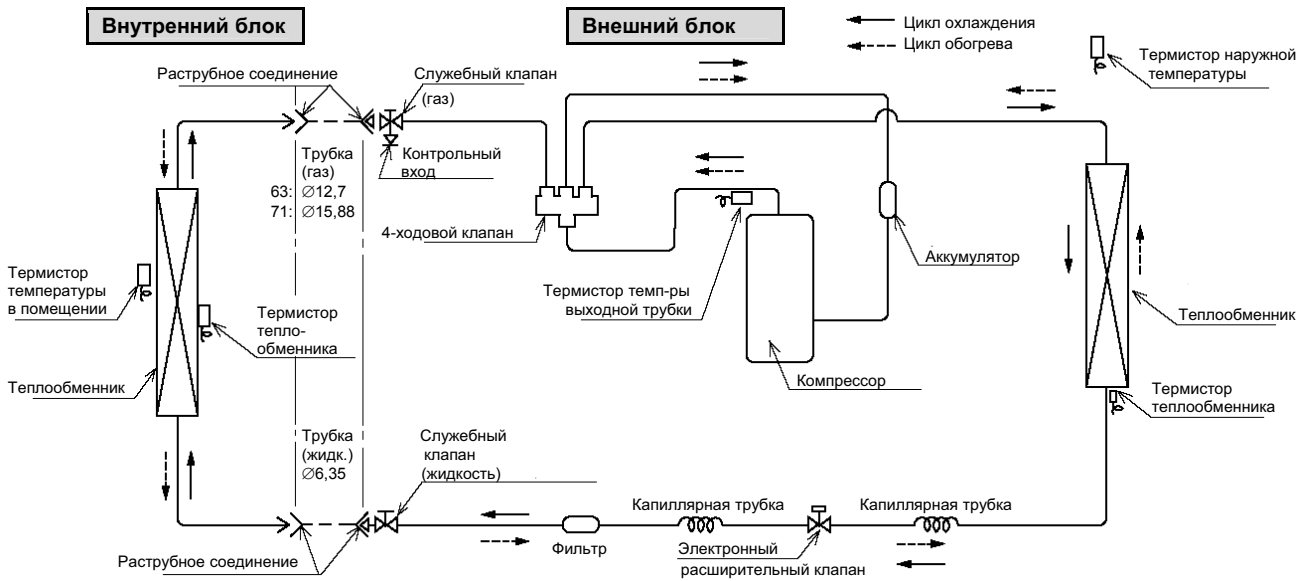 Внутренний блок
Внешний блок
Цикл охлаждения
Цикл обогрева
Термистор наружной
температуры
Раструбное соединение
Служебный клапан
(газ)
Трубка
(газ)
63: ∅12,7
71: ∅15,88
Контрольный
вход
4-ходовой клапан
Аккумулятор
Термистор
температуры
в помещении
Термистор
тепло-
обменника
Термистор темп-ры
выходной трубки
Теплообменник
Теплообменник
Компрессор
Термистор
теплообменника
Трубка
(жидк.)
∅6,35
Служебный
клапан
(жидкость)
Капиллярная трубка
Капиллярная трубка
Раструбное соединение
Фильтр
Электронный
расширительный клапан